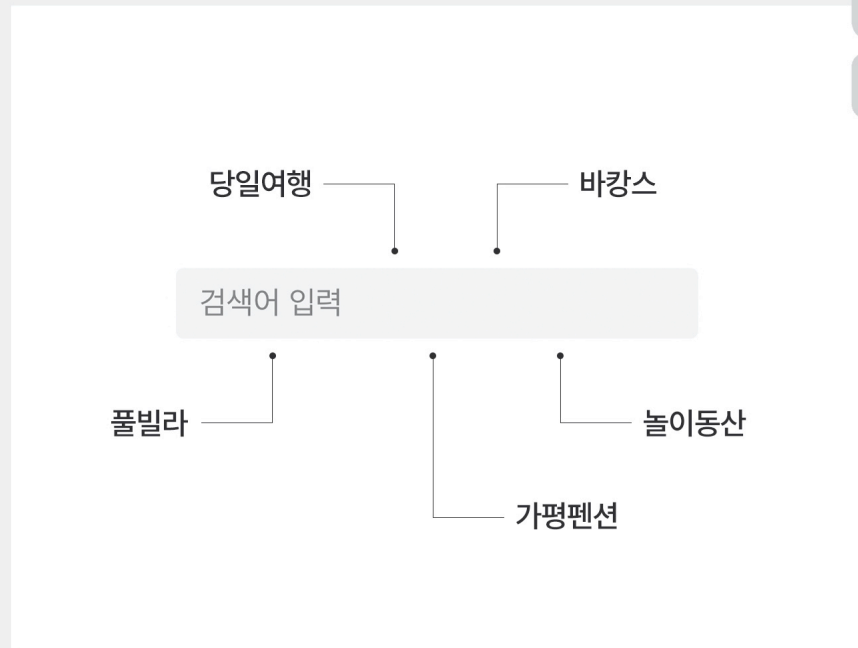 당일여행
바캉스
검색어 입력
풀빌라
놀이동산
가평펜션